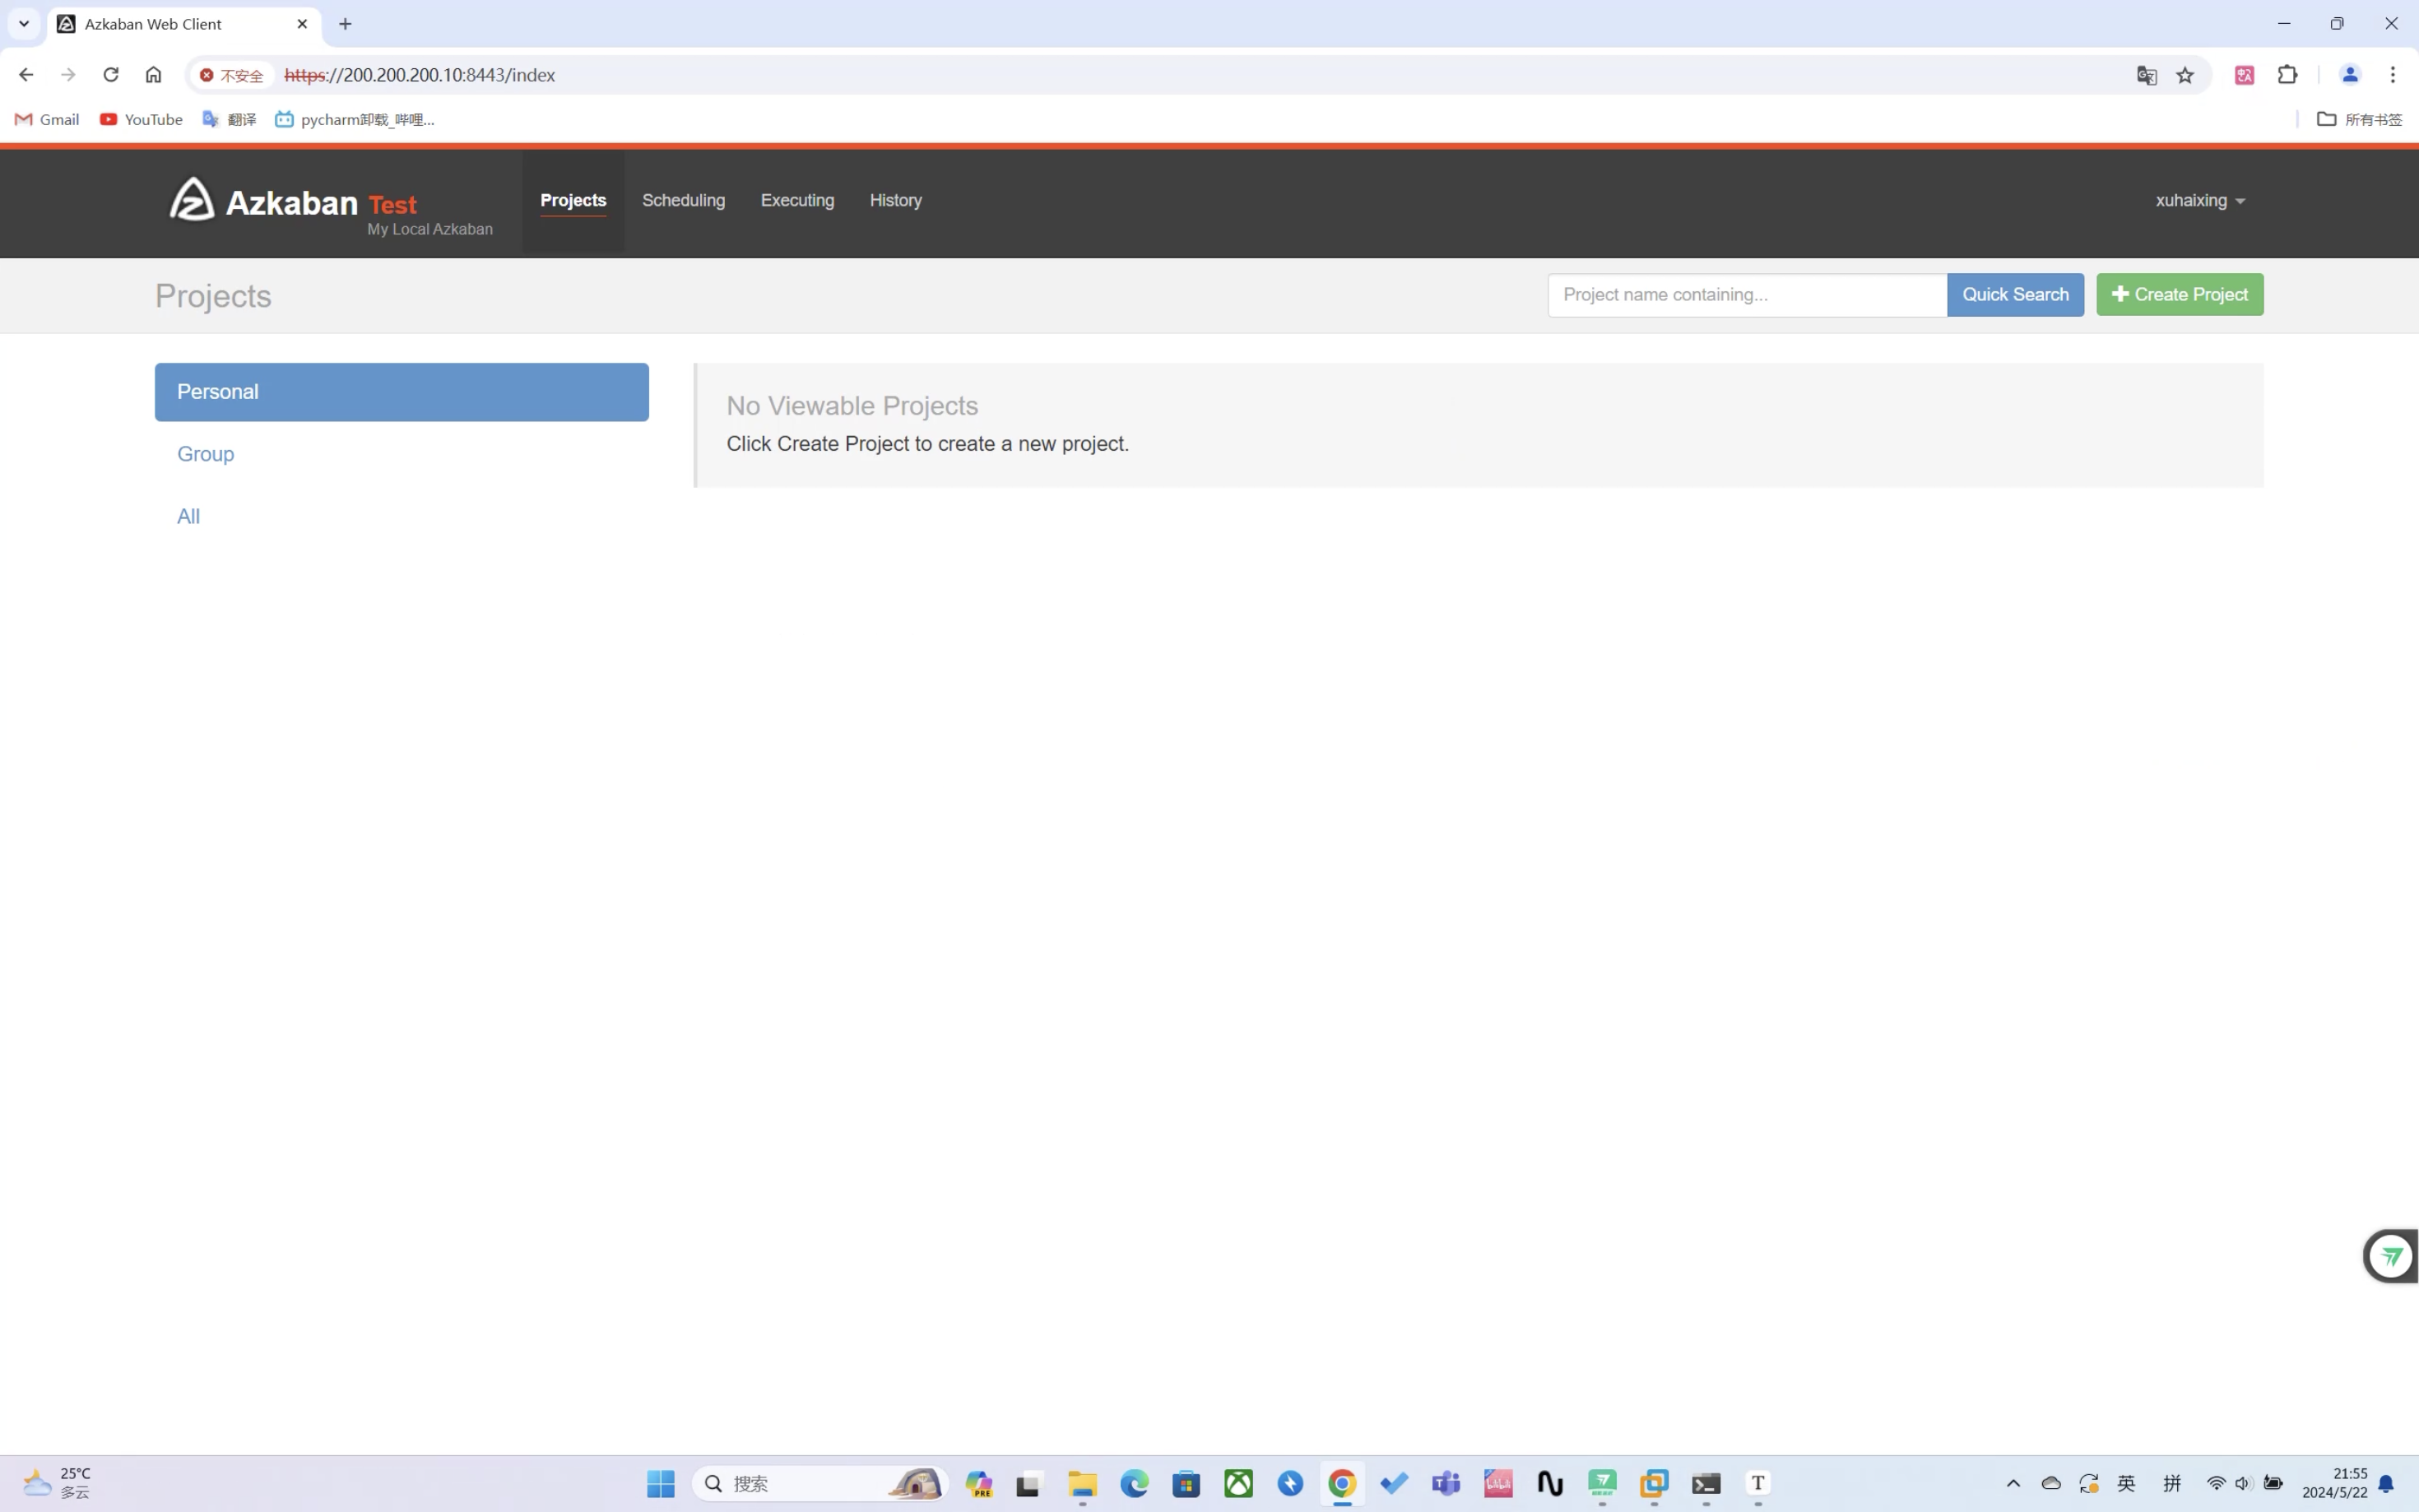 Azkaban Web Client
不安全 https://200.200.200.10:8443/index
Gmail YouTube 翻译 pycharm卸载_哔哩... 所有书签
Azkaban Test
My Local Azkaban
Projects Scheduling Executing History xuhaixing
Projects Project name containing... Quick Search Create Project
Personal
Group
All
No Viewable Projects
Click Create Project to create a new project.
25°C
多云
搜索
PRE
T
英 拼
21:55
2024/5/22